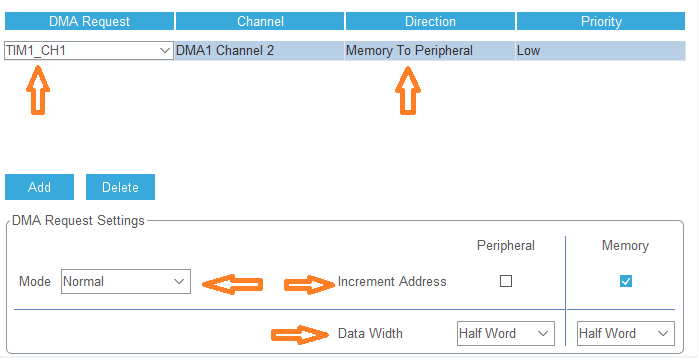 DMA Request Channel Direction Priority
TIM1_CH1 DMA1 Channel 2 Memory To Peripheral Low
Add Delete
DMA Request Settings
Peripheral Memory
Mode Normal Increment Address
Data Width Half Word Half Word